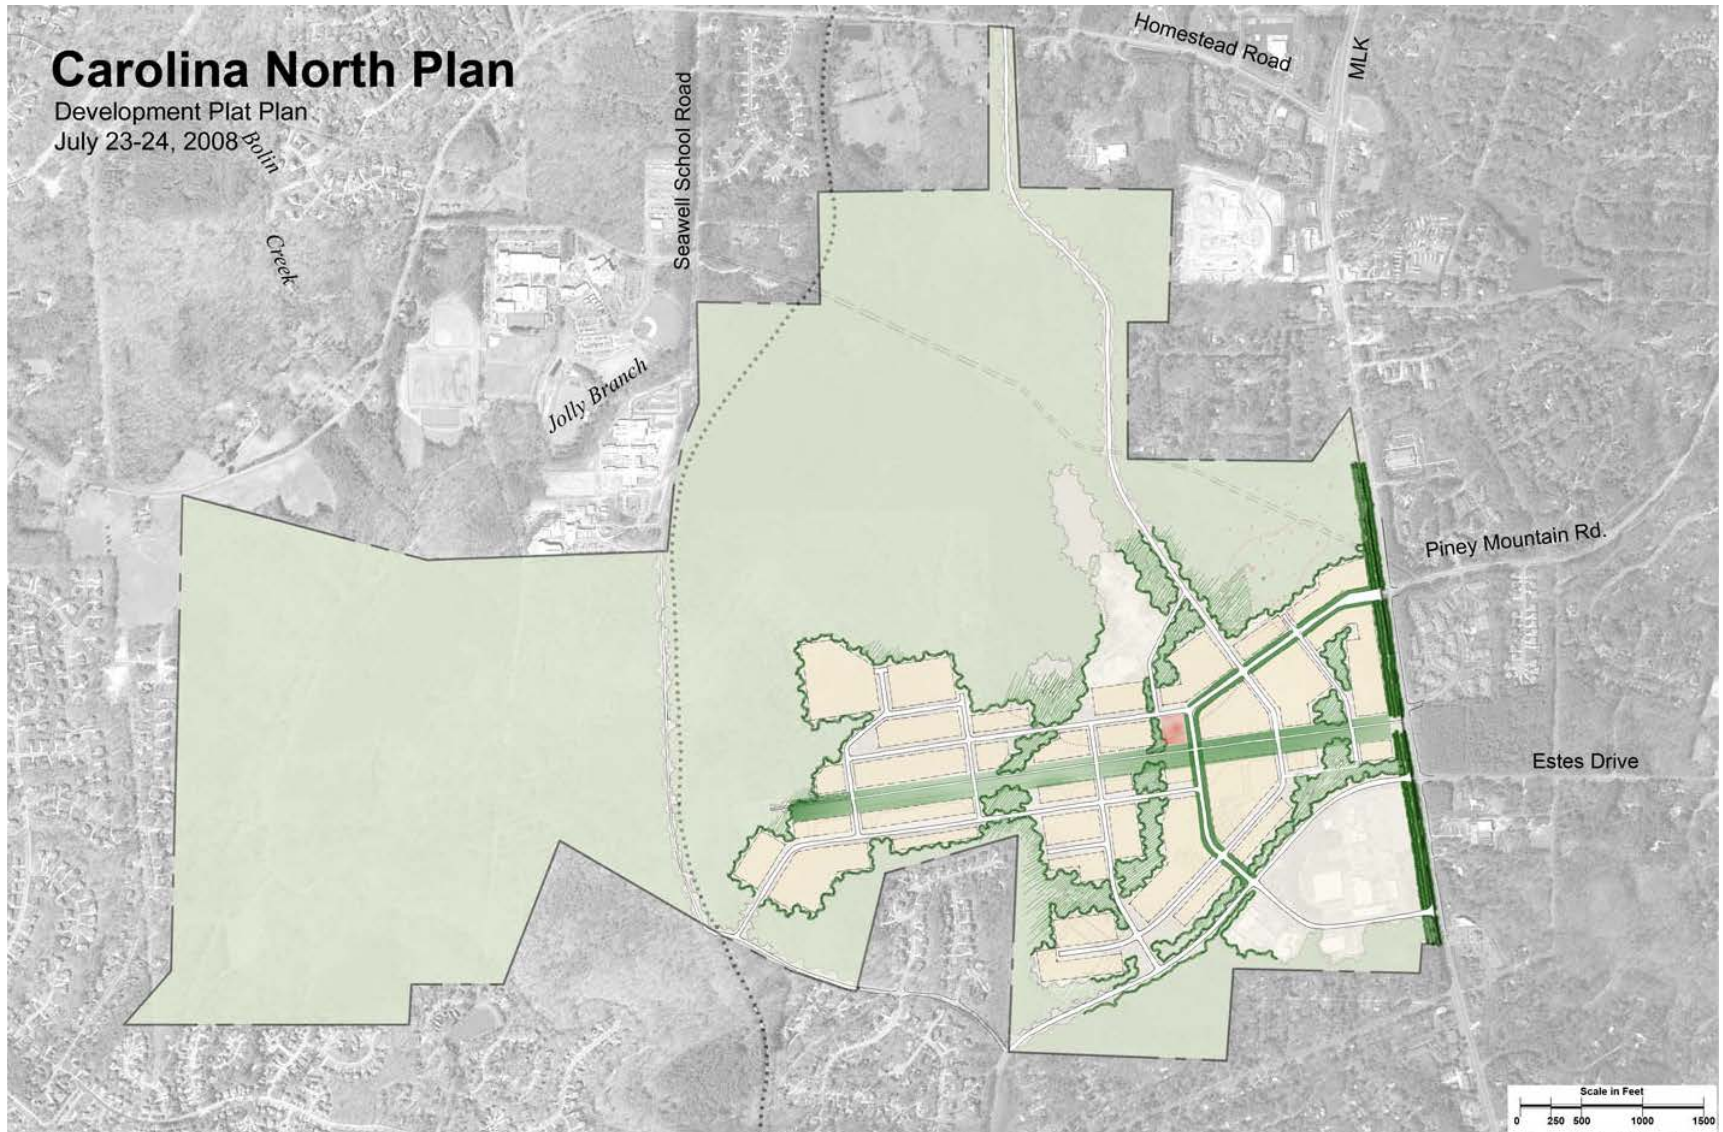 Carolina North Plan
Development Plat Plan
July 23-24, 2008
Homestead Road
MLK
Seawell School Road
Bolin
Creek
Jolly Branch
Piney Mountain Rd.
Estes Drive
Scale in Feet
0 250 500 1000 1500